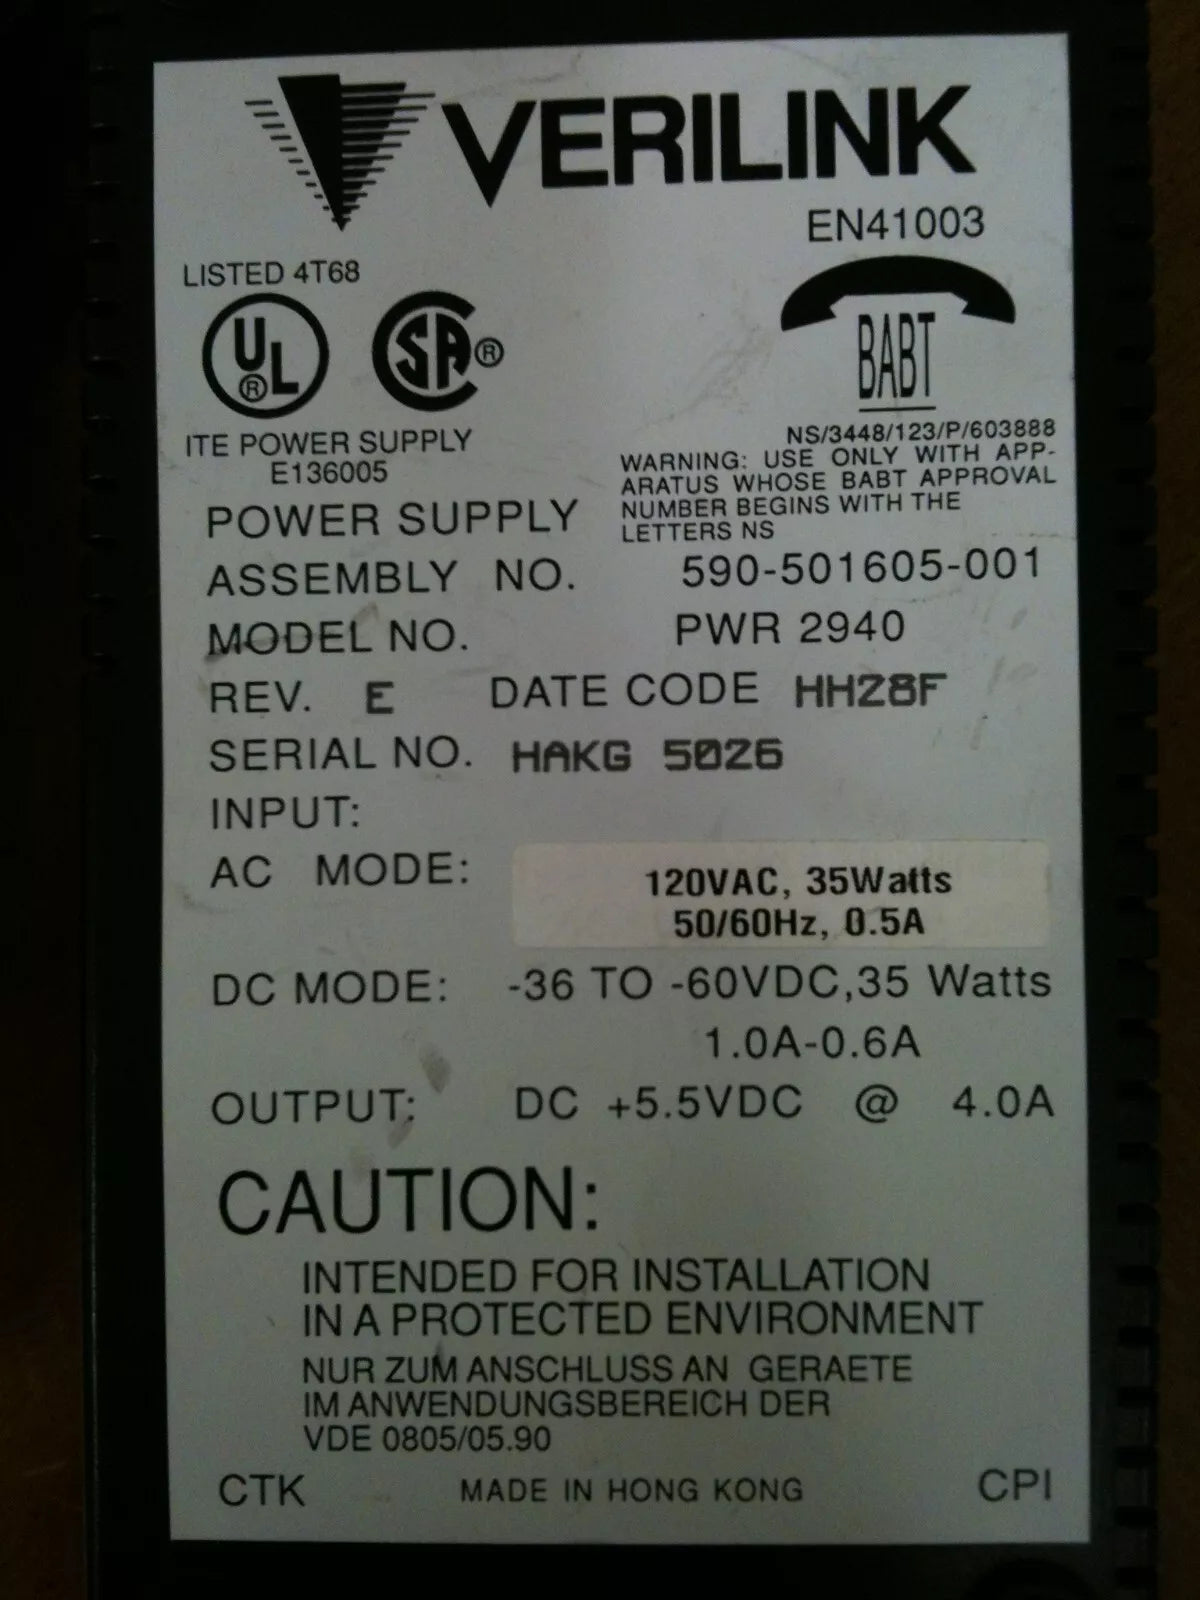 VERILINK
EN41003
LISTED 4T68
UL®
SA®
BABT
ITE POWER SUPPLY
E136005
NS/3448/123/P/603888
WARNING: USE ONLY WITH APP-
ARATUS WHOSE BABT APPROVAL
NUMBER BEGINS WITH THE
LETTERS NS
POWER SUPPLY
ASSEMBLY NO. 590-501605-001
MODEL NO. PWR 2940
REV. E DATE CODE HH28F
SERIAL NO. HAKG 5026
INPUT:
AC MODE: 120VAC, 35Watts
50/60Hz, 0.5A
DC MODE: -36 TO -60VDC,35 Watts
1.0A-0.6A
OUTPUT: DC +5.5VDC @ 4.0A
CAUTION:
INTENDED FOR INSTALLATION
IN A PROTECTED ENVIRONMENT
NUR ZUM ANSCHLUSS AN GERAETE
IM ANWENDUNGSBEREICH DER
VDE 0805/05.90
CTK MADE IN HONG KONG CPI